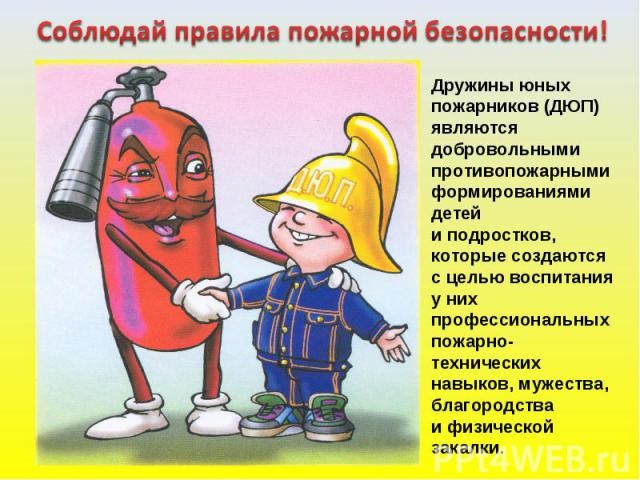 Соблюдай правила пожарной безопасности!
Д.Ю.П.
Дружины юных
пожарников (ДЮП)
являются
добровольными
противопожарными
формированиями
детей
и подростков,
которые создаются
с целью воспитания
у них
профессиональных
пожарно-
технических
навыков, мужества,
благородства
и физической
закалки.
PPt4WEB.ru